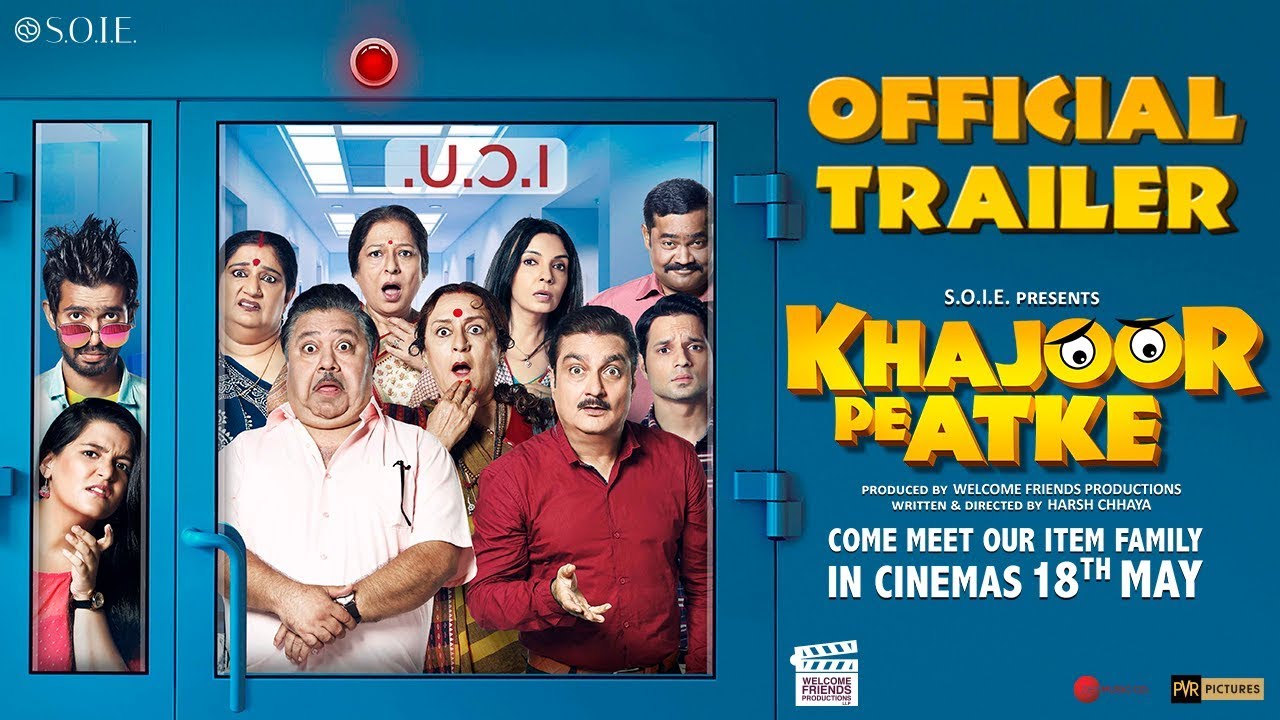 S.O.I.E.
I.C.U.
OFFICIAL
TRAILER
S.O.I.E. PRESENTS
KHAJOOR
PE ATKE
PRODUCED BY WELCOME FRIENDS PRODUCTIONS
WRITTEN & DIRECTED BY HARSH CHHAYA
COME MEET OUR ITEM FAMILY
IN CINEMAS 18TH MAY
WELCOME
FRIENDS
PRODUCTIONS
LLP
PVR PICTURES